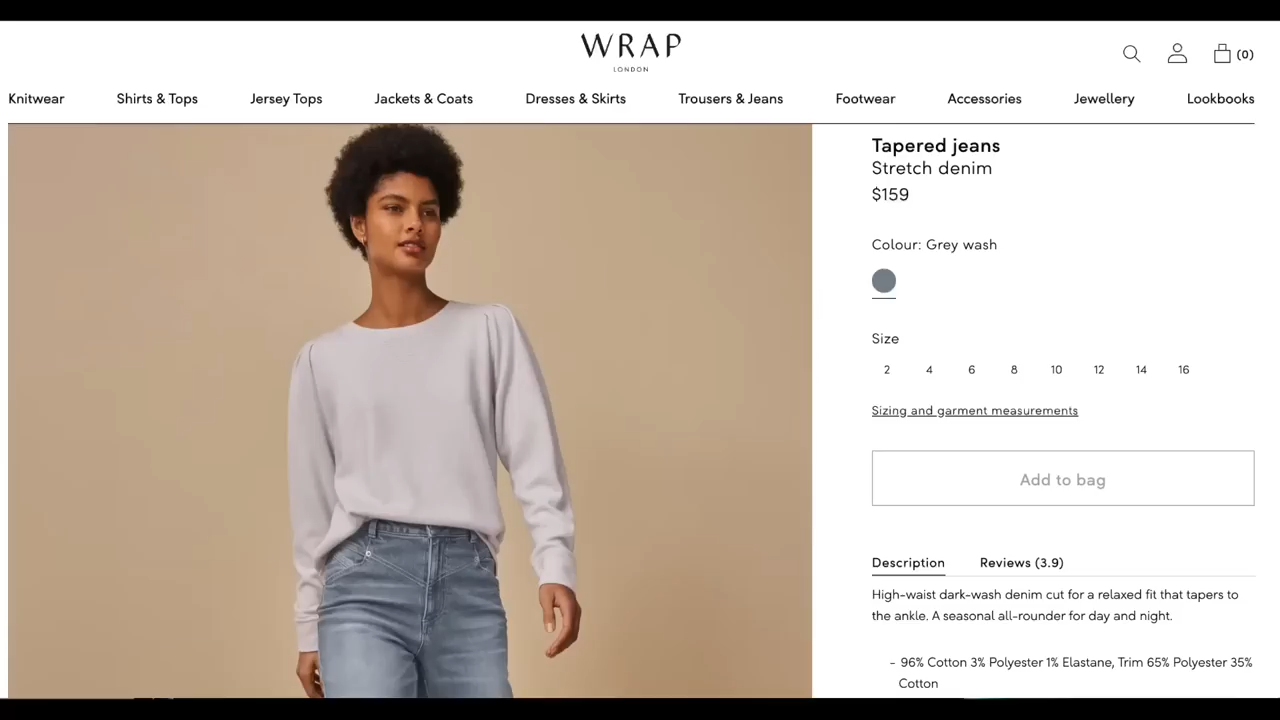 WRAP
LONDON
(0)
Knitwear Shirts & Tops Jersey Tops Jackets & Coats Dresses & Skirts Trousers & Jeans Footwear Accessories Jewellery Lookbooks
Tapered jeans
Stretch denim
$159
Colour: Grey wash
Size
2 4 6 8 10 12 14 16
Sizing and garment measurements
Add to bag
Description Reviews (3.9)
High-waist dark-wash denim cut for a relaxed fit that tapers to
the ankle. A seasonal all-rounder for day and night.
- 96% Cotton 3% Polyester 1% Elastane, Trim 65% Polyester 35%
Cotton